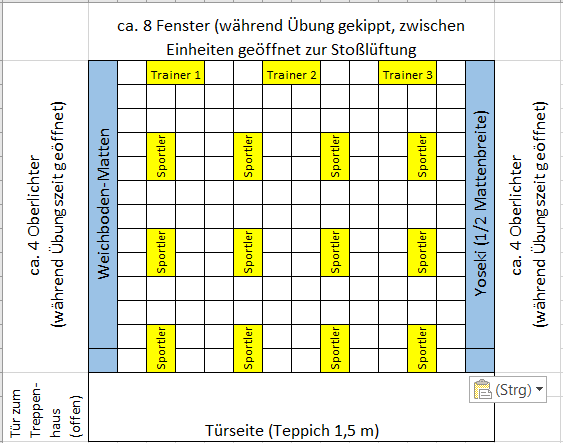 ca. 8 Fenster (während Übung gekippt, zwischen
Einheiten geöffnet zur Stoßlüftung
ca. 4 Oberlichter
(während Übungszeit geöffnet)
Weichboden-Matten
Trainer 1
Trainer 2
Trainer 3
Sportler
Sportler
Sportler
Sportler
Sportler
Sportler
Sportler
Sportler
Sportler
Sportler
Sportler
Sportler
Yoseki (1/2 Mattenbreite)
ca. 4 Oberlichter
(während Übungszeit geöffnet)
Tür zum
Treppen-
haus
(offen)
Türseite (Teppich 1,5 m)
(Strg)